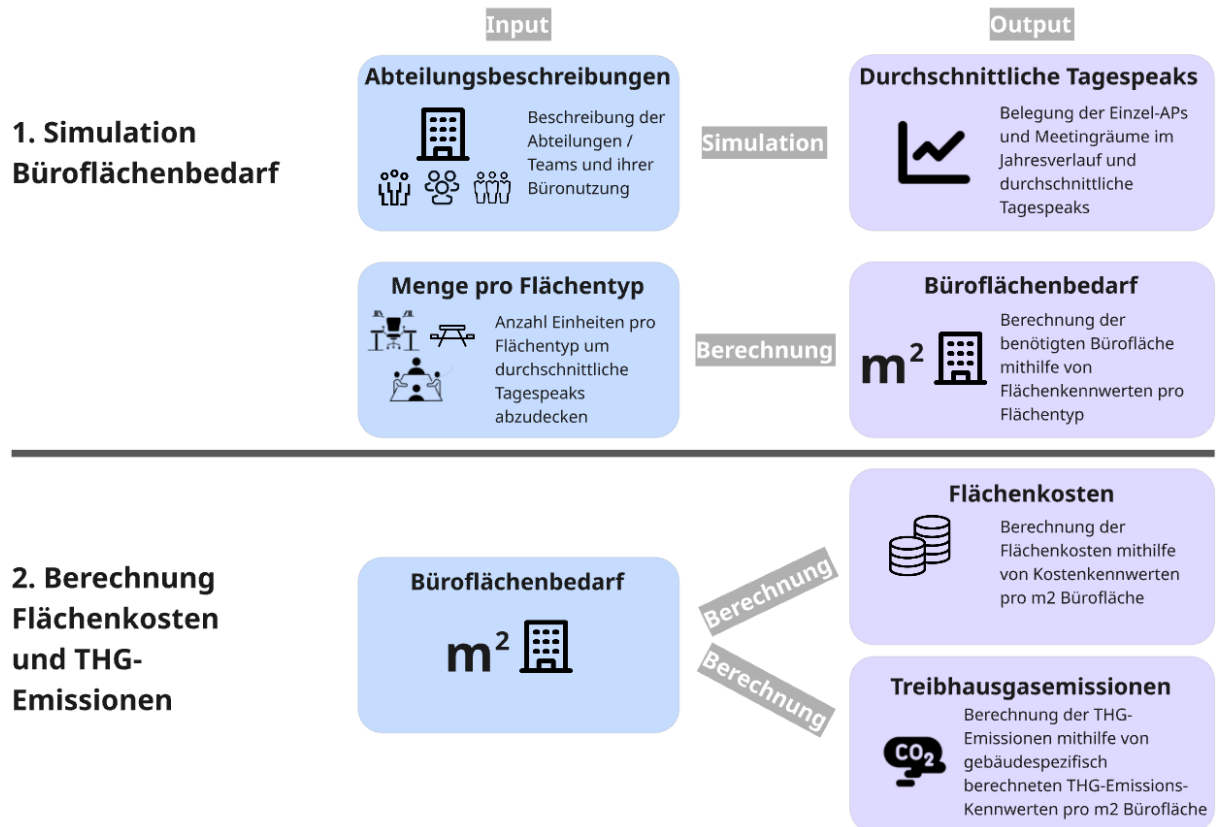 Input
Output
1. Simulation
Büroflächenbedarf
Abteilungsbeschreibungen
Beschreibung der
Abteilungen /
Teams und ihrer
Büronutzung
Simulation
Durchschnittliche Tagespeaks
Belegung der Einzel-APs
und Meetingräume im
Jahresverlauf und
durchschnittliche
Tagespeaks
Menge pro Flächentyp
Anzahl Einheiten pro
Flächentyp um
durchschnittliche
Tagespeaks
abzudecken
Berechnung
Büroflächenbedarf
m²
Berechnung der
benötigten Bürofläche
mithilfe von
Flächenkennwerten pro
Flächentyp
2. Berechnung
Flächenkosten
und THG-
Emissionen
Büroflächenbedarf
m²
Berechnung
Flächenkosten
Berechnung der
Flächenkosten mithilfe
von Kostenkennwerten
pro m2 Bürofläche
Berechnung
Treibhausgasemissionen
CO₂
Berechnung der THG-
Emissionen mithilfe von
gebäudespezifisch
berechneten THG-Emissions-
Kennwerten pro m2 Bürofläche